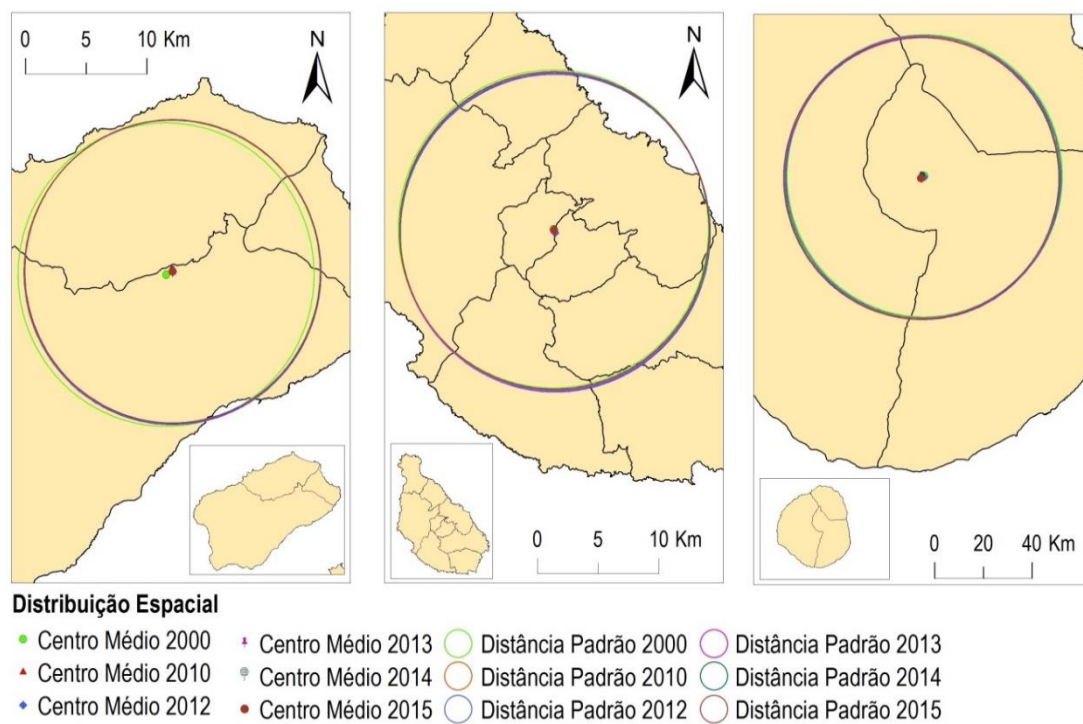 0 5 10 Km
N
N
0 5 10 Km
0 20 40 Km
Distribuição Espacial
Centro Médio 2000
Centro Médio 2010
Centro Médio 2012
Centro Médio 2013
Centro Médio 2014
Centro Médio 2015
Distância Padrão 2000
Distância Padrão 2010
Distância Padrão 2012
Distância Padrão 2013
Distância Padrão 2014
Distância Padrão 2015